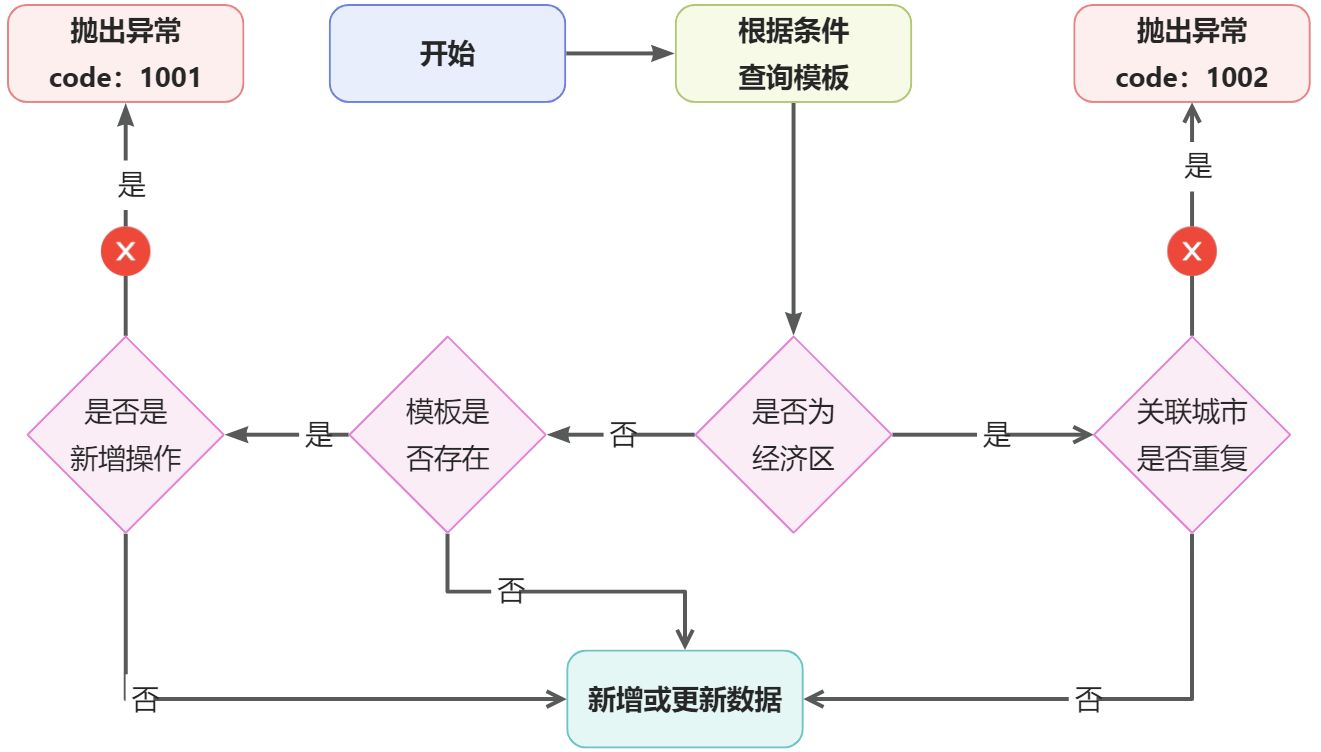 抛出异常
code：1001
开始
根据条件
查询模板
抛出异常
code：1002
是
是
X
X
是否是
新增操作
是
模板是
否存在
否
是否为
经济区
是
关联城市
是否重复
否
否
新增或更新数据
否